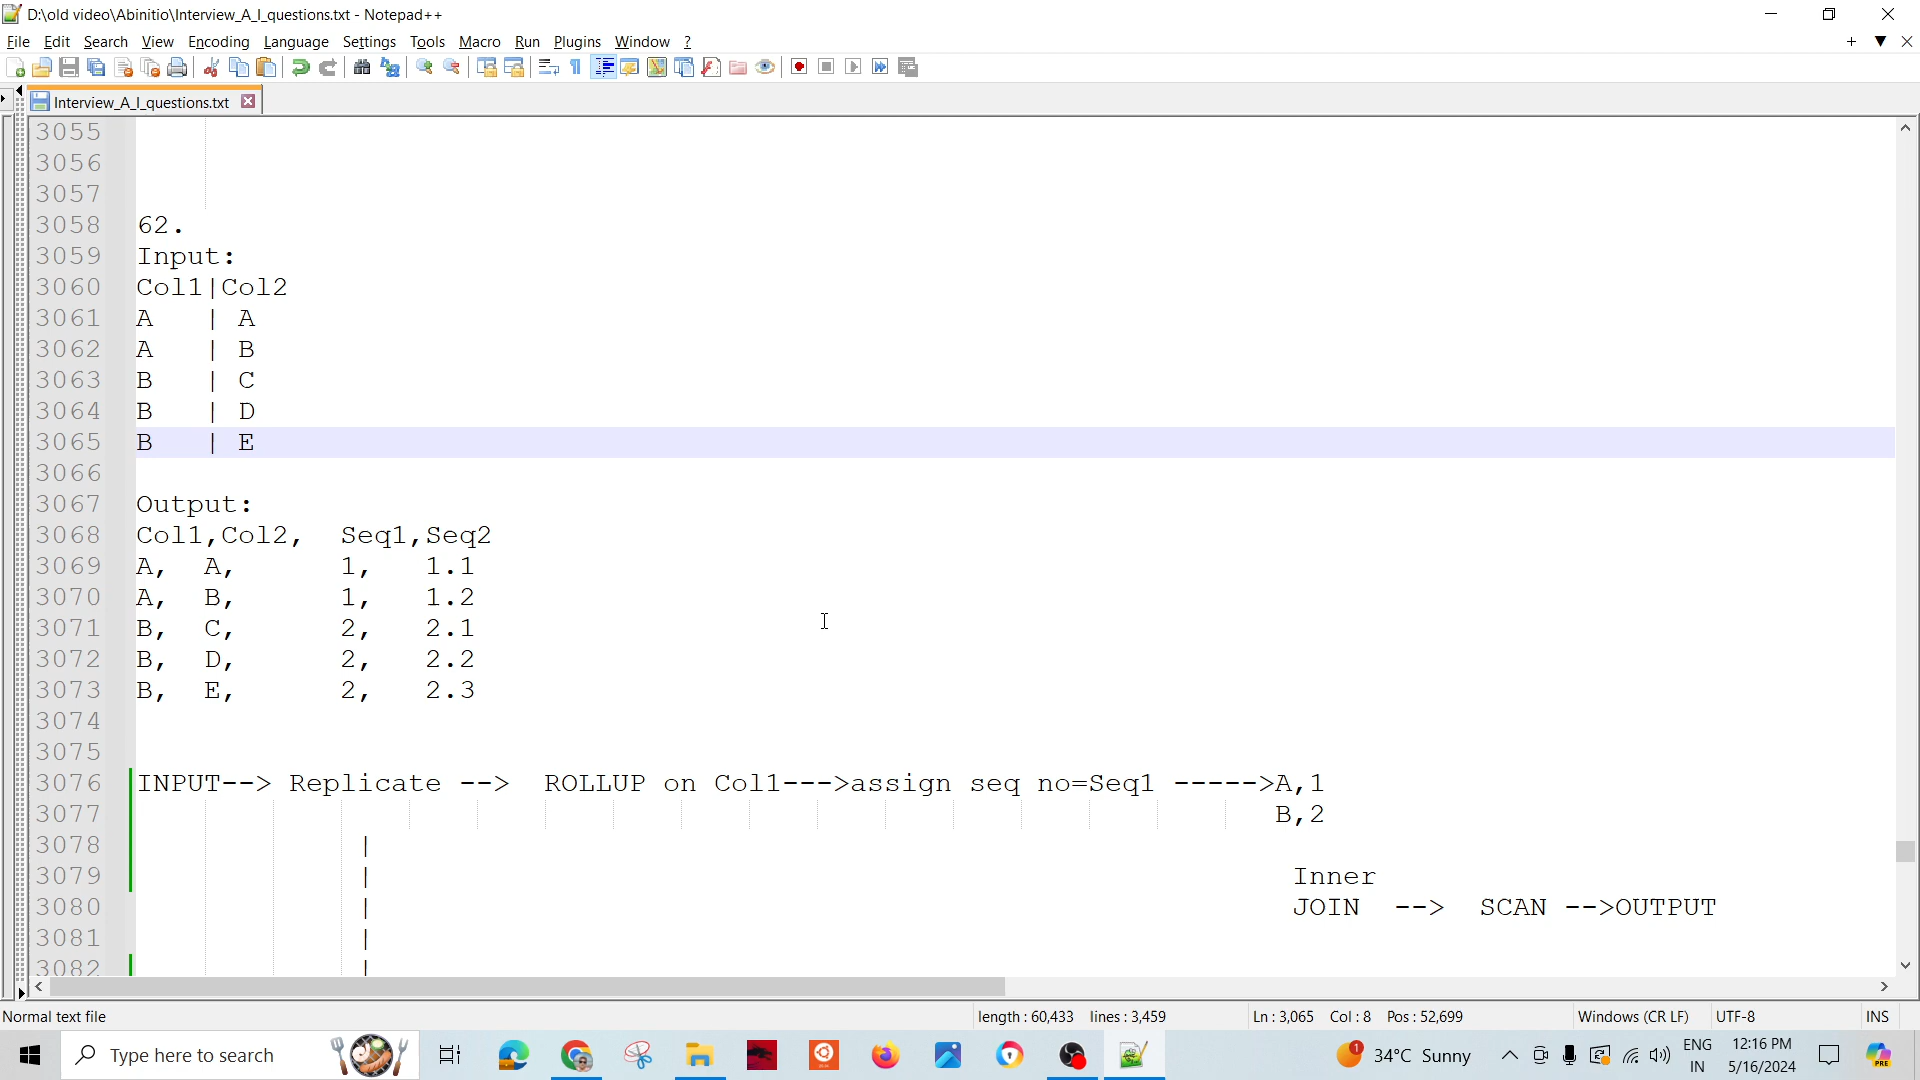 D:\old video\Abinitio\Interview_A_I_questions.txt - Notepad++
File Edit Search View Encoding Language Settings Tools Macro Run Plugins Window ?
Interview_A_I_questions.txt
3055
3056
3057
3058 62.
3059 Input:
3060 Col1|Col2
3061 A | A
3062 A | B
3063 B | C
3064 B | D
3065 B | E
3066
3067 Output:
3068 Col1,Col2, Seq1,Seq2
3069 A, A, 1, 1.1
3070 A, B, 1, 1.2
3071 B, C, 2, 2.1
3072 B, D, 2, 2.2
3073 B, E, 2, 2.3
3074
3075
3076 INPUT--> Replicate --> ROLLUP on Col1--->assign seq no=Seq1 ----->A,1
3077 B,2
3078 |
3079 | Inner
3080 | JOIN --> SCAN -->OUTPUT
3081 |
3082 |
Normal text file length : 60,433 lines : 3,459 Ln : 3,065 Col : 8 Pos : 52,699 Windows (CR LF) UTF-8 INS
Type here to search 34°C Sunny ENG IN 12:16 PM 5/16/2024